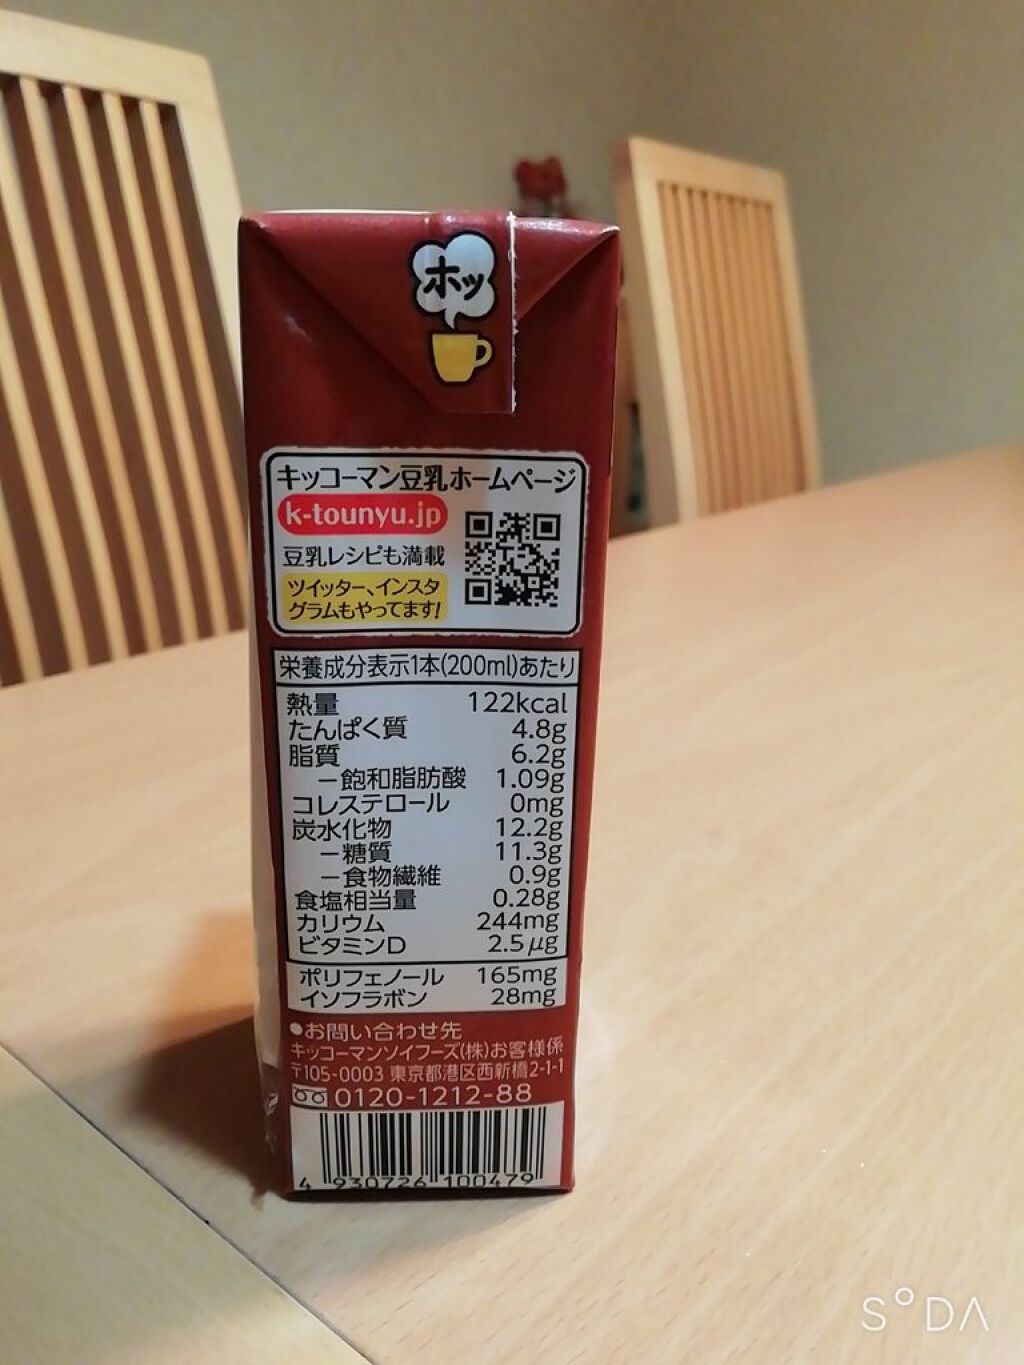 ホッ
キッコーマン豆乳ホームページ
k-tounyu.jp
豆乳レシピも満載
ツイッター、インスタ
グラムもやってます!
栄養成分表示1本(200ml)あたり
熱量 122kcal
たんぱく質 4.8g
脂質 6.2g
－飽和脂肪酸 1.09g
コレステロール 0mg
炭水化物 12.2g
－糖質 11.3g
－食物繊維 0.9g
食塩相当量 0.28g
カリウム 244mg
ビタミンD 2.5μg
ポリフェノール 165mg
イソフラボン 28mg
●お問い合わせ先
キッコーマンソイフーズ(株)お客様係
〒105-0003 東京都港区西新橋2-1-1
0120-1212-88
4 930726 100479
SODA